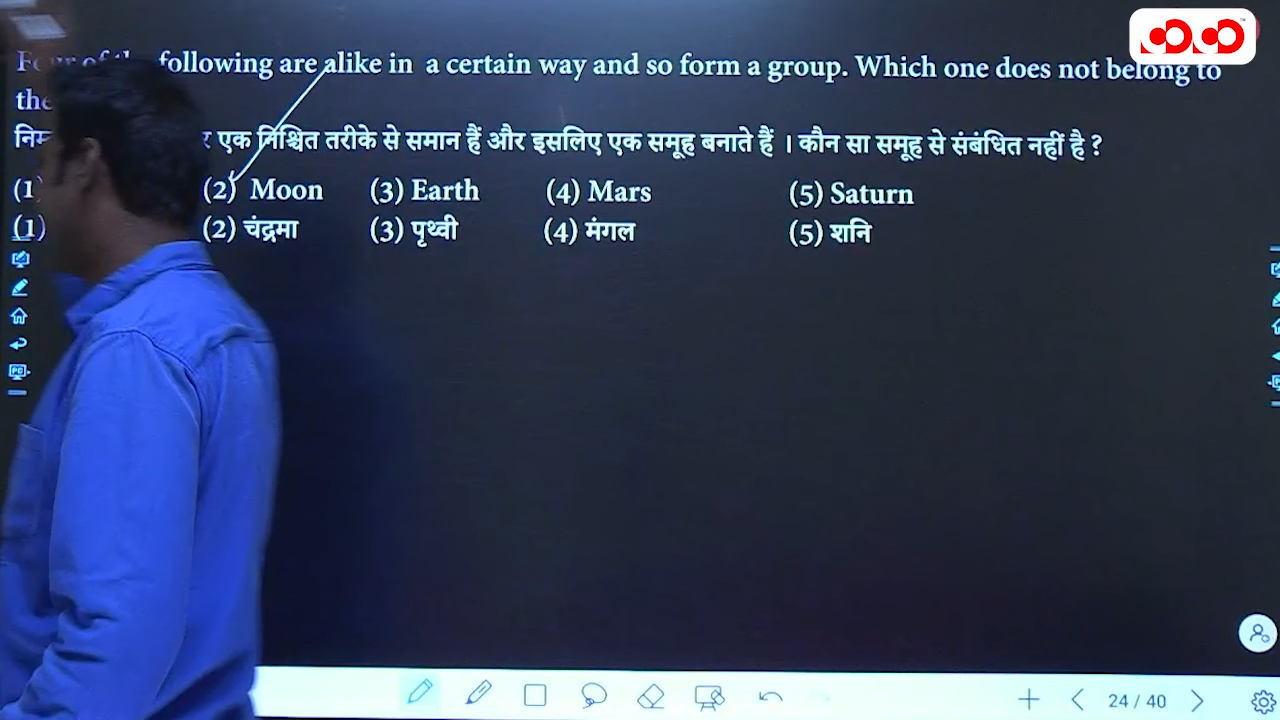 following are alike in a certain way and so form a group. Which one does not belong to
the
एक निश्चित तरीके से समान हैं और इसलिए एक समूह बनाते हैं । कौन सा समूह से संबंधित नहीं है ?
(1) (2) Moon (3) Earth (4) Mars (5) Saturn
(1) (2) चंद्रमा (3) पृथ्वी (4) मंगल (5) शनि
24 / 40